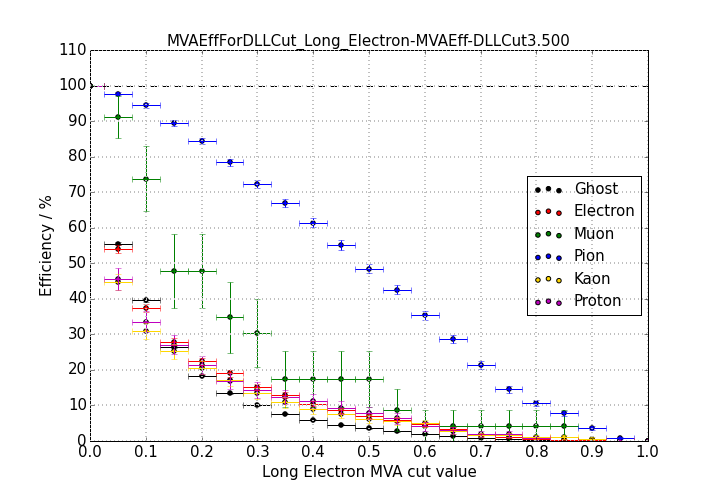 MVAEffForDLLCut_Long_Electron-MVAEff-DLLCut3.500
110
100
90
80
70
60
50
40
30
20
10
0
Efficiency / %
Ghost
Electron
Muon
Pion
Kaon
Proton
0.0 0.1 0.2 0.3 0.4 0.5 0.6 0.7 0.8 0.9 1.0
Long Electron MVA cut value